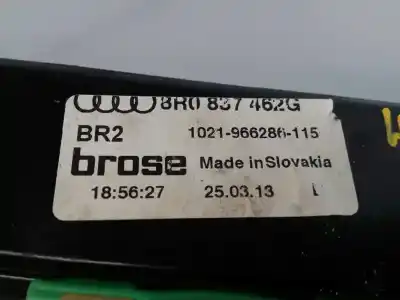 8R0 837 462G
BR2 1021-966286-115
brose Made in Slovakia
18:56:27 25.03.13